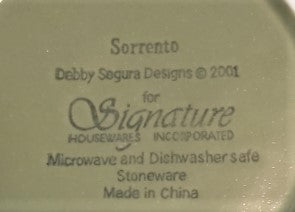 Sorrento
Debby Segura Designs © 2001
for
Signature
HOUSEWARES INCORPORATED
Microwave and Dishwasher safe
Stoneware
Made in China